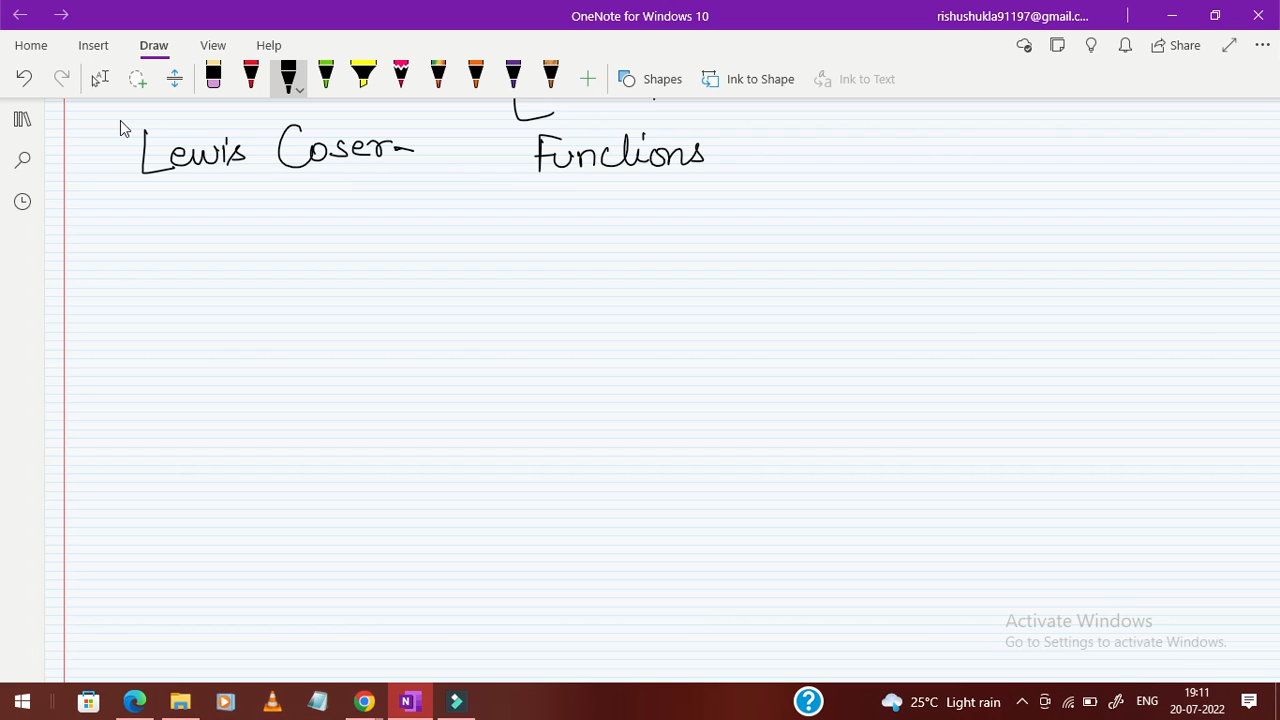 OneNote for Windows 10
rishushukla91197@gmail.c...
Home Insert Draw View Help
Share
Shapes Ink to Shape Ink to Text
Lewis Coser- Functions
Activate Windows
Go to Settings to activate Windows.
25°C Light rain
ENG
19:11
20-07-2022